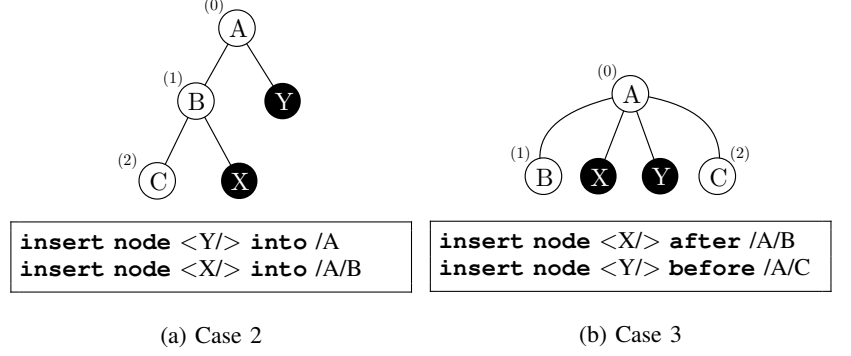 (0)
A
(1)
B
Y
(2)
C
X
insert node <Y/> into /A
insert node <X/> into /A/B
(a) Case 2
(0)
A
(1)
B
X
Y
(2)
C
insert node <X/> after /A/B
insert node <Y/> before /A/C
(b) Case 3